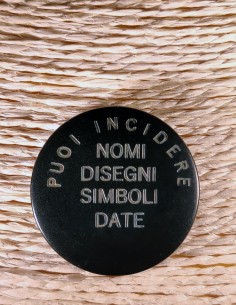 PUOI INCIDERE
NOMI
DISEGNI
SIMBOLI
DATE